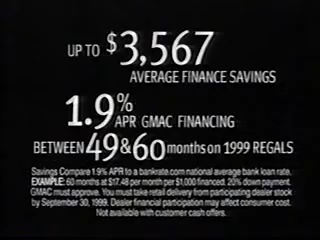 UP TO $3,567
AVERAGE FINANCE SAVINGS
1.9% APR GMAC FINANCING
BETWEEN 49 & 60 months on 1999 REGALS
Savings Compare 1.9% APR to a bankrate.com national average bank loan rate.
EXAMPLE: 60 months at $17.48 per month per $1,000 financed. 20% down payment.
GMAC must approve. You must take retail delivery from participating dealer stock
by September 30, 1999. Dealer financial participation may affect consumer cost.
Not available with customer cash offers.